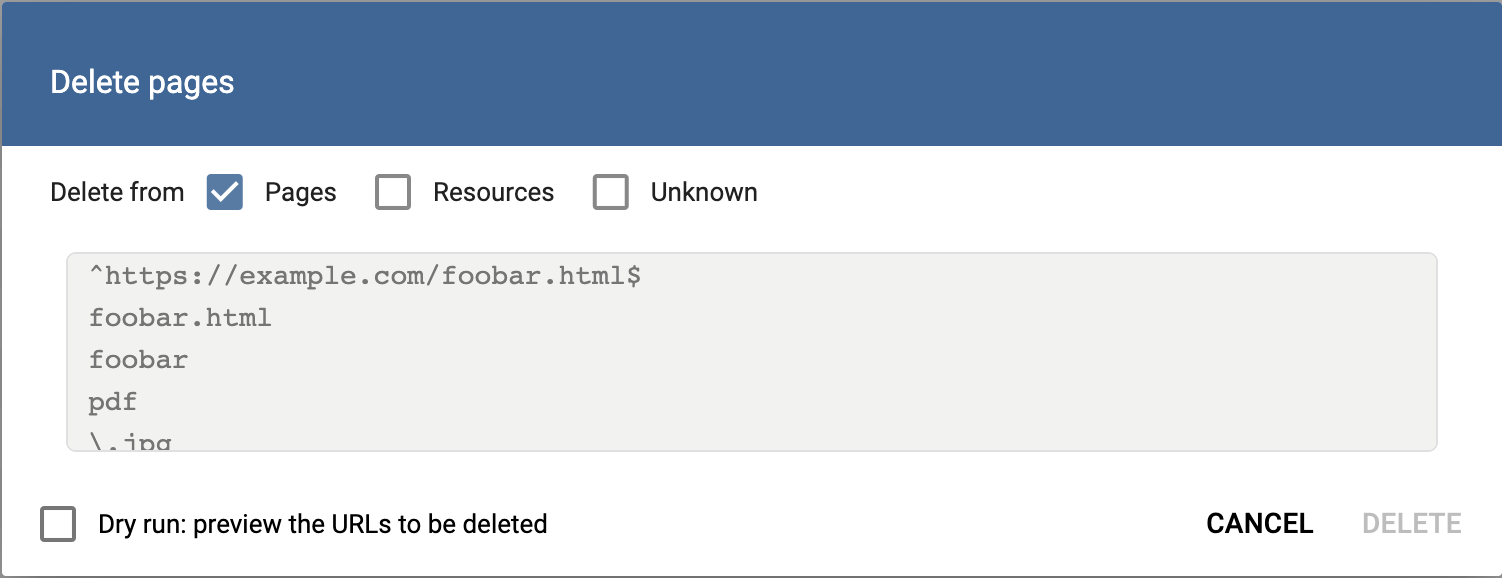 Delete pages
Delete from Pages Resources Unknown
^https://example.com/foobar.html$
foobar.html
foobar
pdf
\.jpg
Dry run: preview the URLs to be deleted
CANCEL DELETE